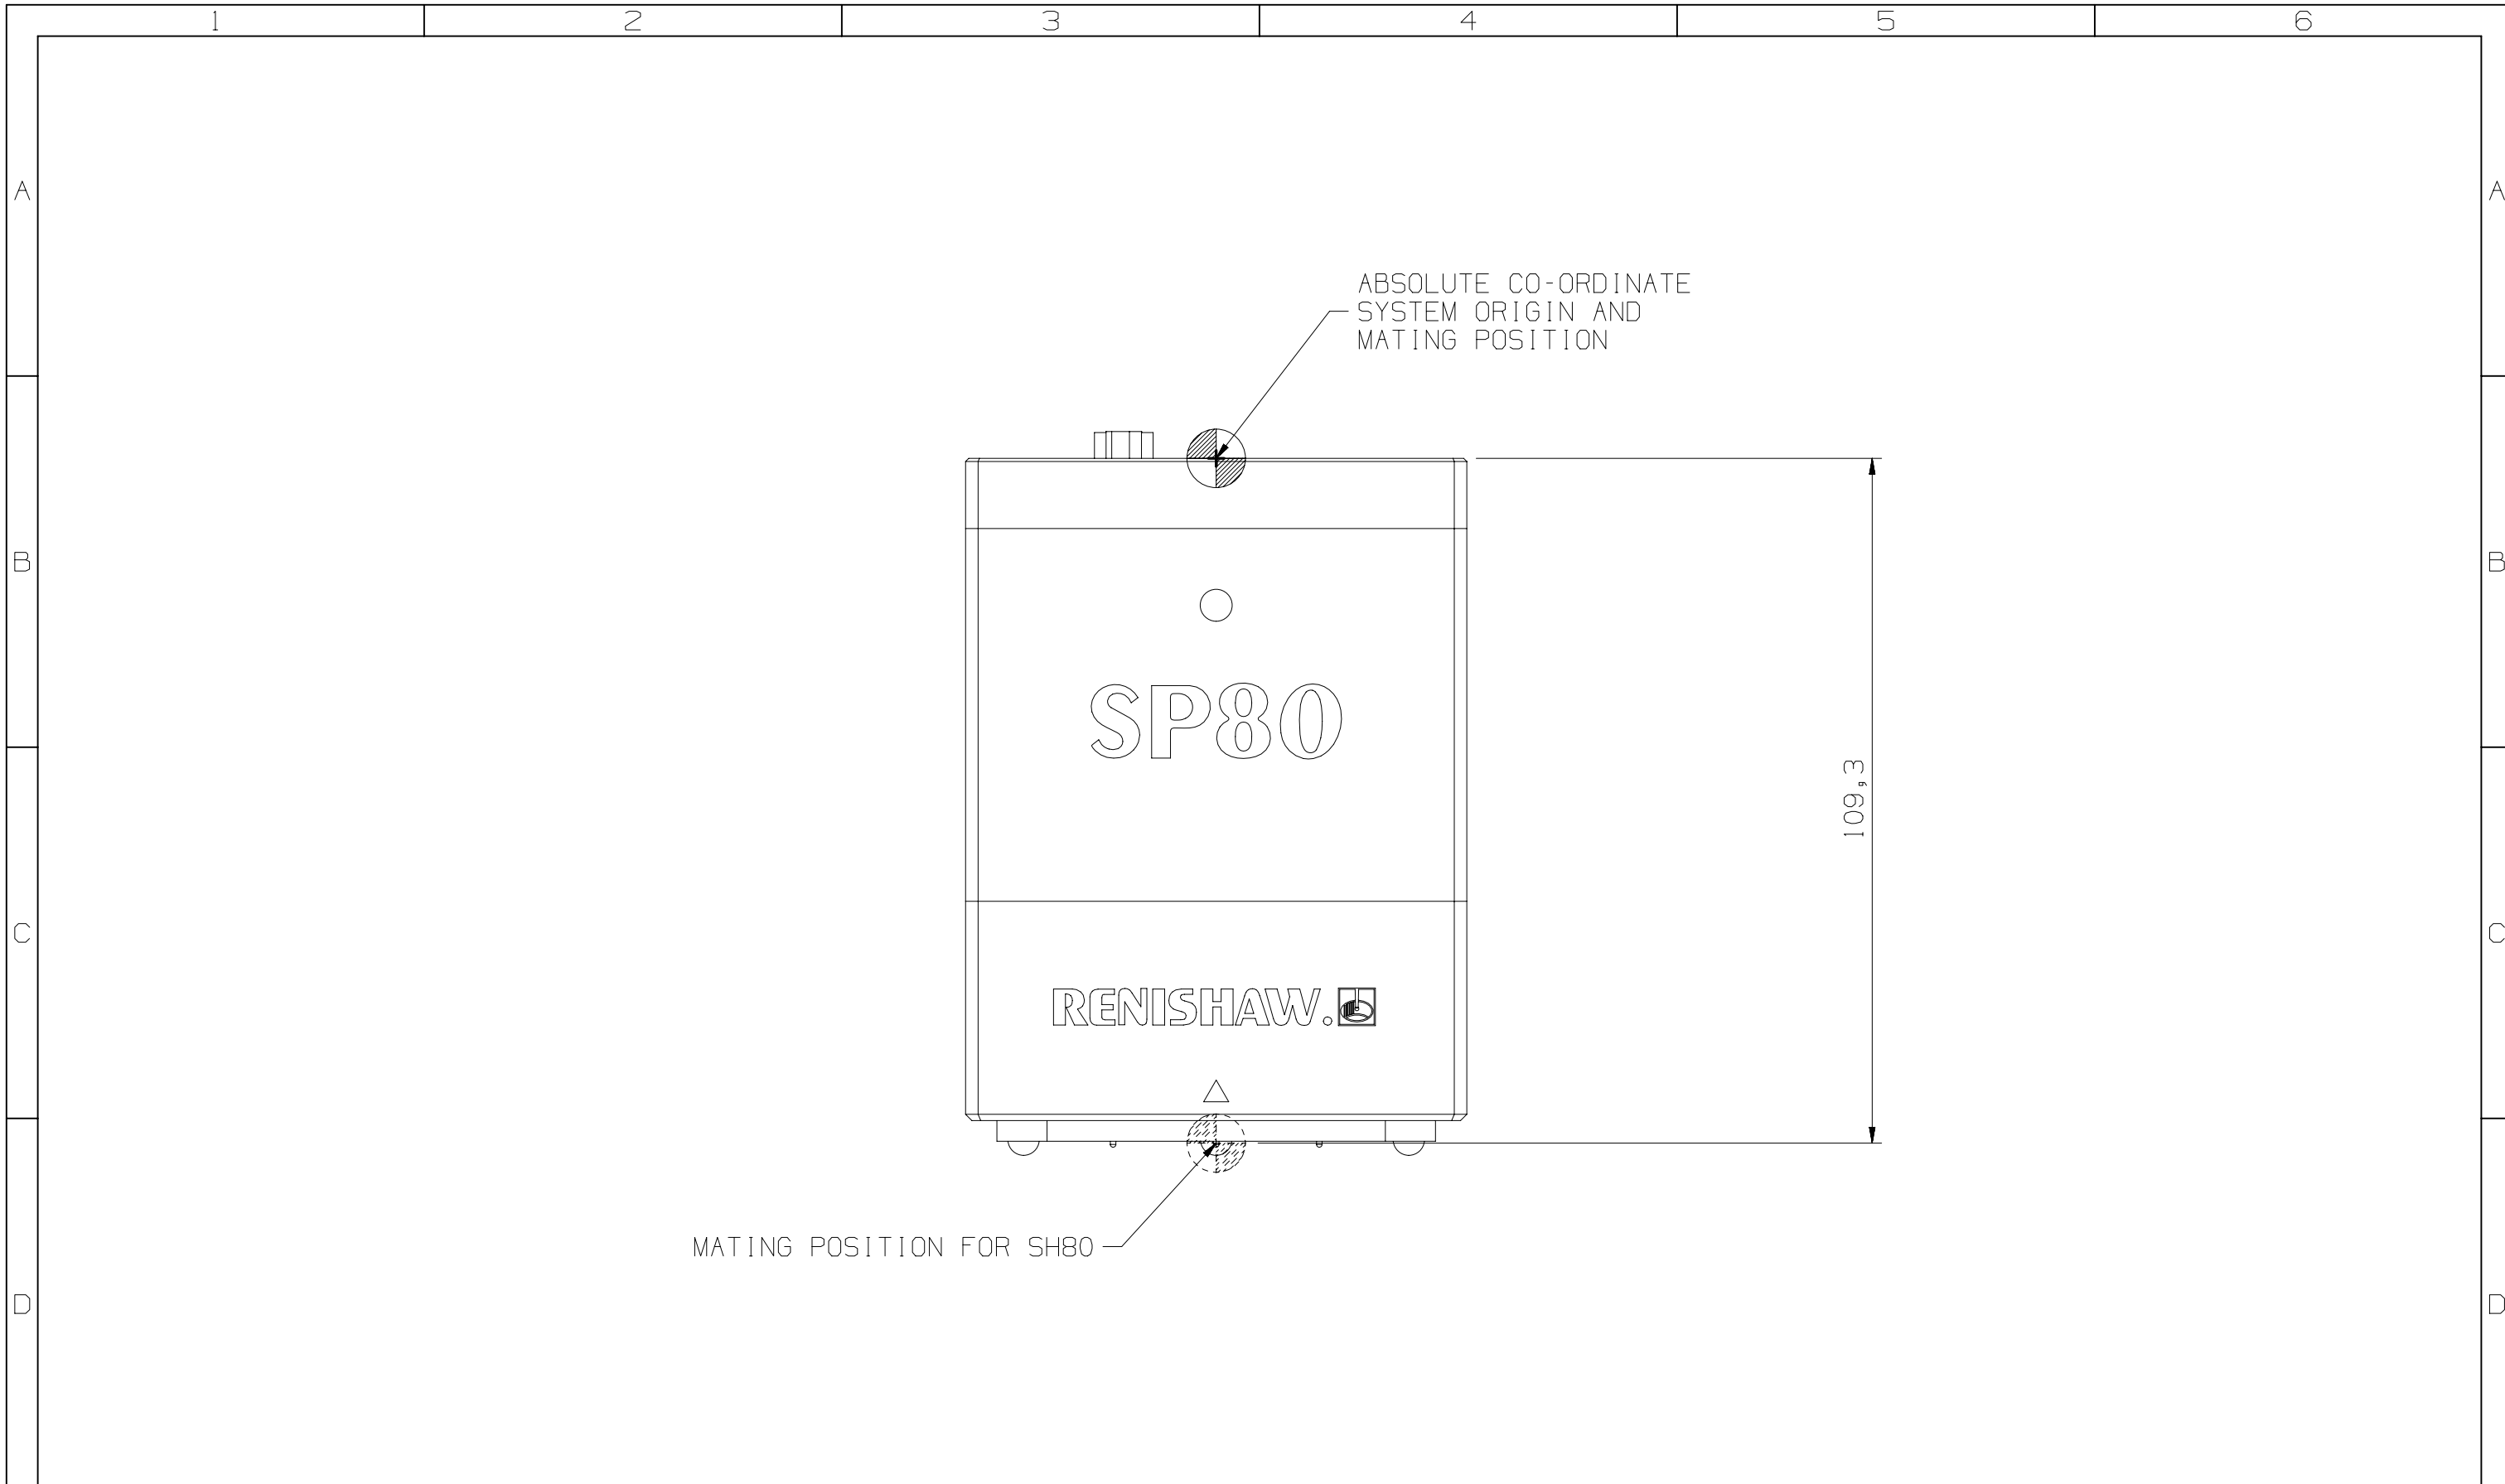 1 2 3 4 5 6
A A
ABSOLUTE CO-ORDINATE
SYSTEM ORIGIN AND
MATING POSITION
B B
SP80
109,3
C C
RENISHAW.
MATING POSITION FOR SH80
D D